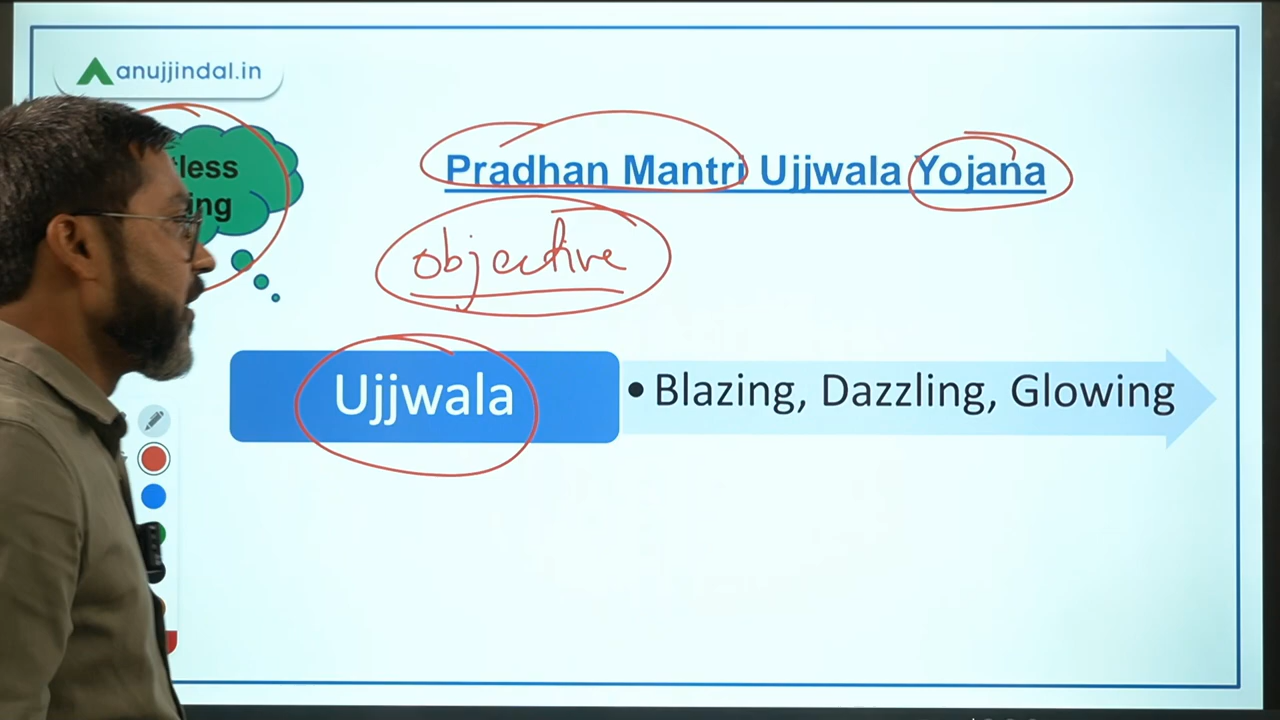 anujjindal.in
Pradhan Mantri Ujjwala Yojana
objective
Ujjwala
• Blazing, Dazzling, Glowing